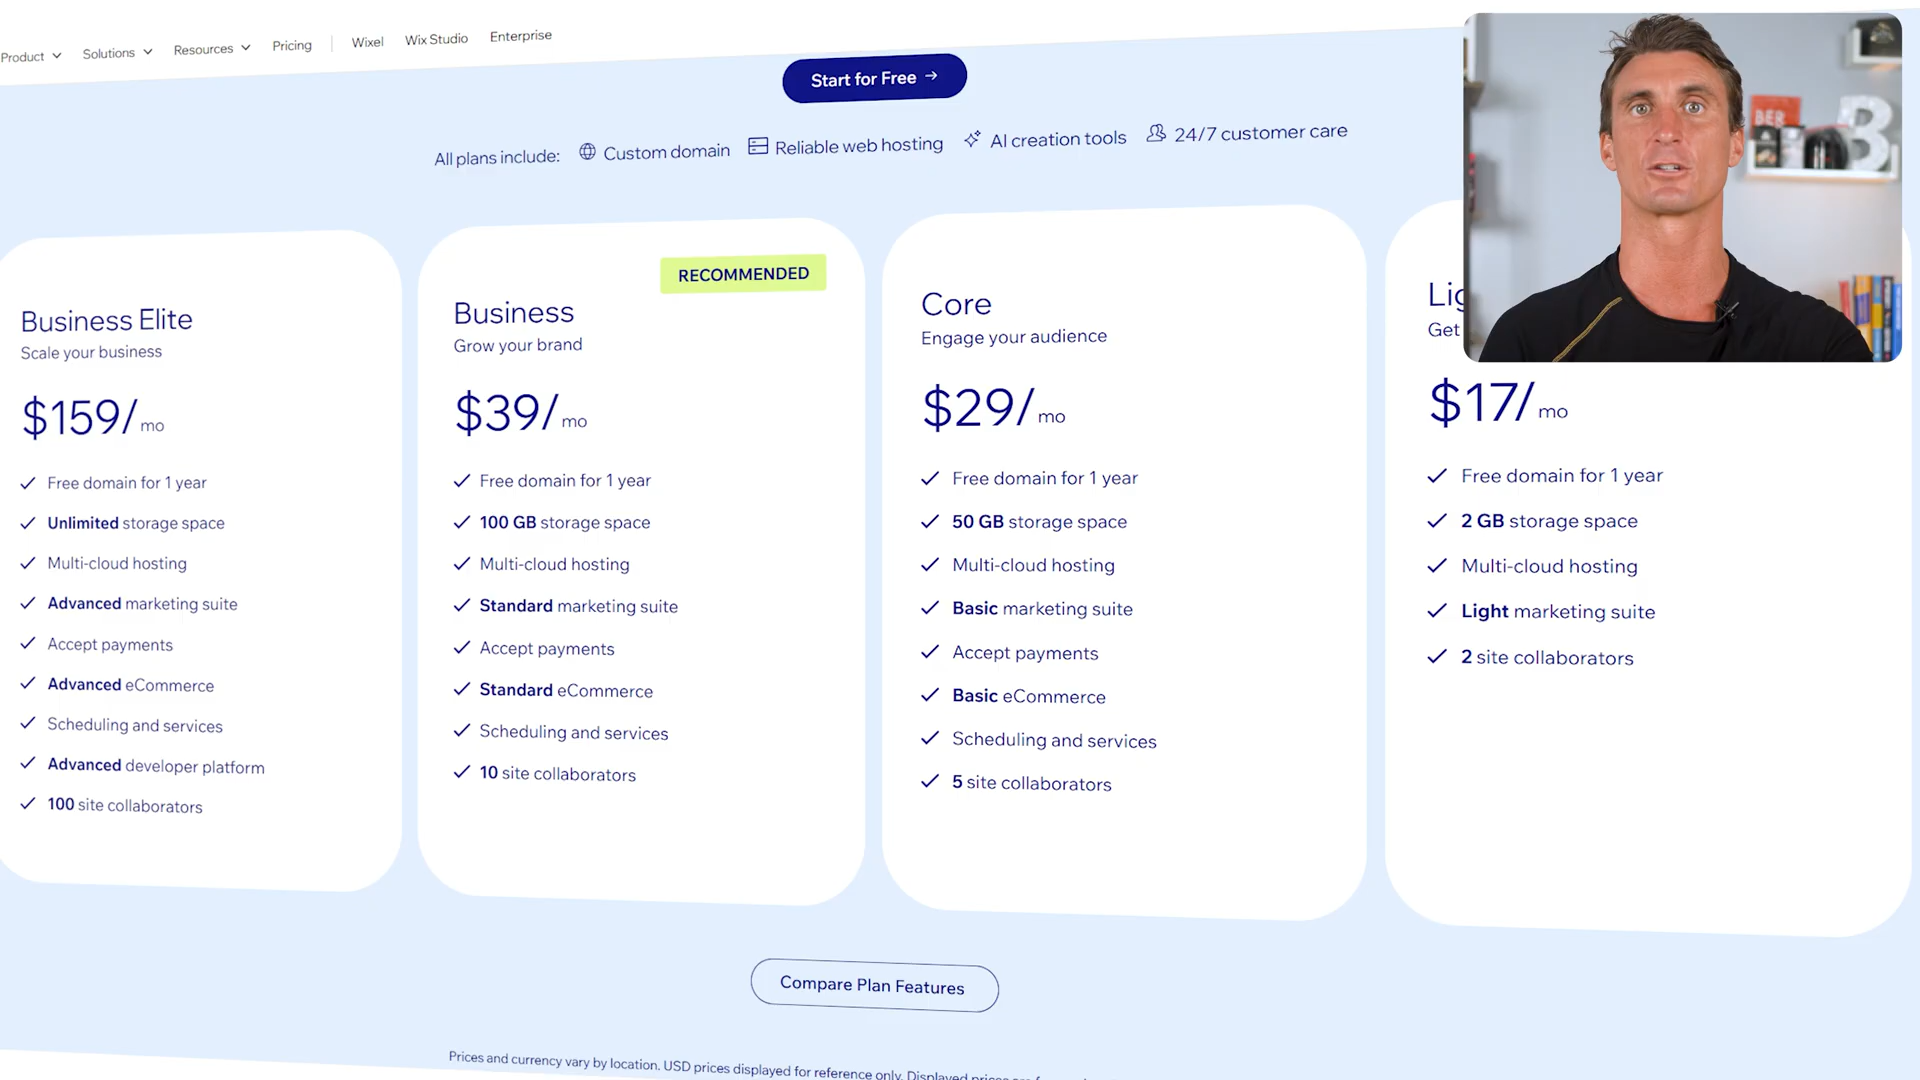 Product Solutions Resources Pricing Wixel Wix Studio Enterprise
Start for Free →
All plans include: Custom domain Reliable web hosting AI creation tools 24/7 customer care
Business Elite
Scale your business
$159/mo
Free domain for 1 year
Unlimited storage space
Multi-cloud hosting
Advanced marketing suite
Accept payments
Advanced eCommerce
Scheduling and services
Advanced developer platform
100 site collaborators
RECOMMENDED
Business
Grow your brand
$39/mo
Free domain for 1 year
100 GB storage space
Multi-cloud hosting
Standard marketing suite
Accept payments
Standard eCommerce
Scheduling and services
10 site collaborators
Core
Engage your audience
$29/mo
Free domain for 1 year
50 GB storage space
Multi-cloud hosting
Basic marketing suite
Accept payments
Basic eCommerce
Scheduling and services
5 site collaborators
Get
$17/mo
Free domain for 1 year
2 GB storage space
Multi-cloud hosting
Light marketing suite
2 site collaborators
BER
B
Compare Plan Features
Prices and currency vary by location. USD prices displayed for reference only. Displayed